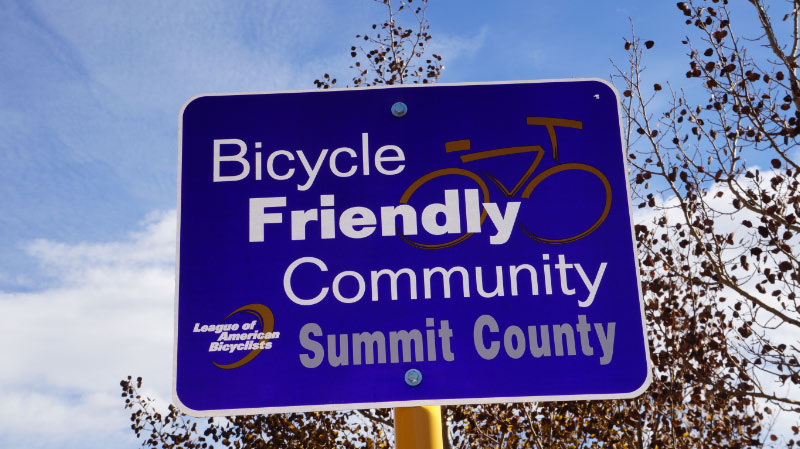 Bicycle
Friendly
Community
League of
American
Bicyclists
Summit County